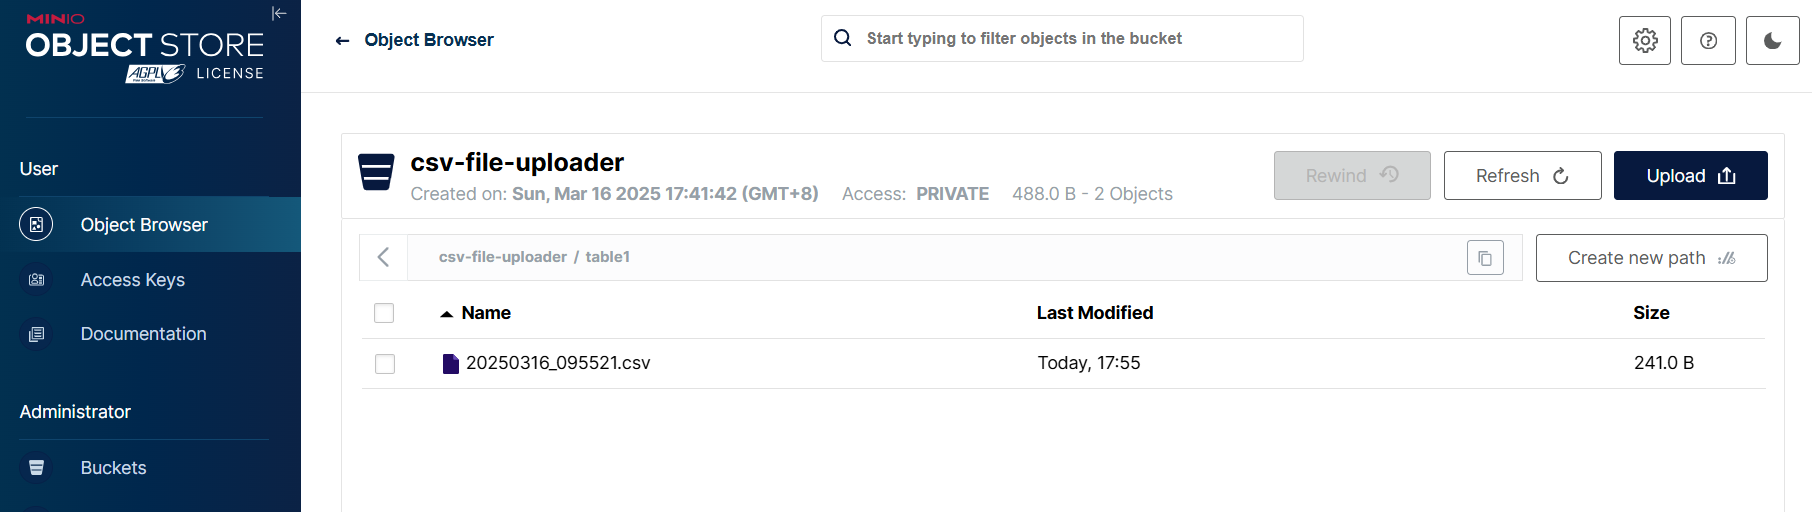 MINIO
OBJECT STORE
AGPL v3 LICENSE
User
Object Browser
Access Keys
Documentation
Administrator
Buckets
← Object Browser
Start typing to filter objects in the bucket
csv-file-uploader
Created on: Sun, Mar 16 2025 17:41:42 (GMT+8) Access: PRIVATE 488.0 B - 2 Objects
Rewind
Refresh
Upload
csv-file-uploader / table1
Create new path
Name Last Modified Size
20250316_095521.csv Today, 17:55 241.0 B